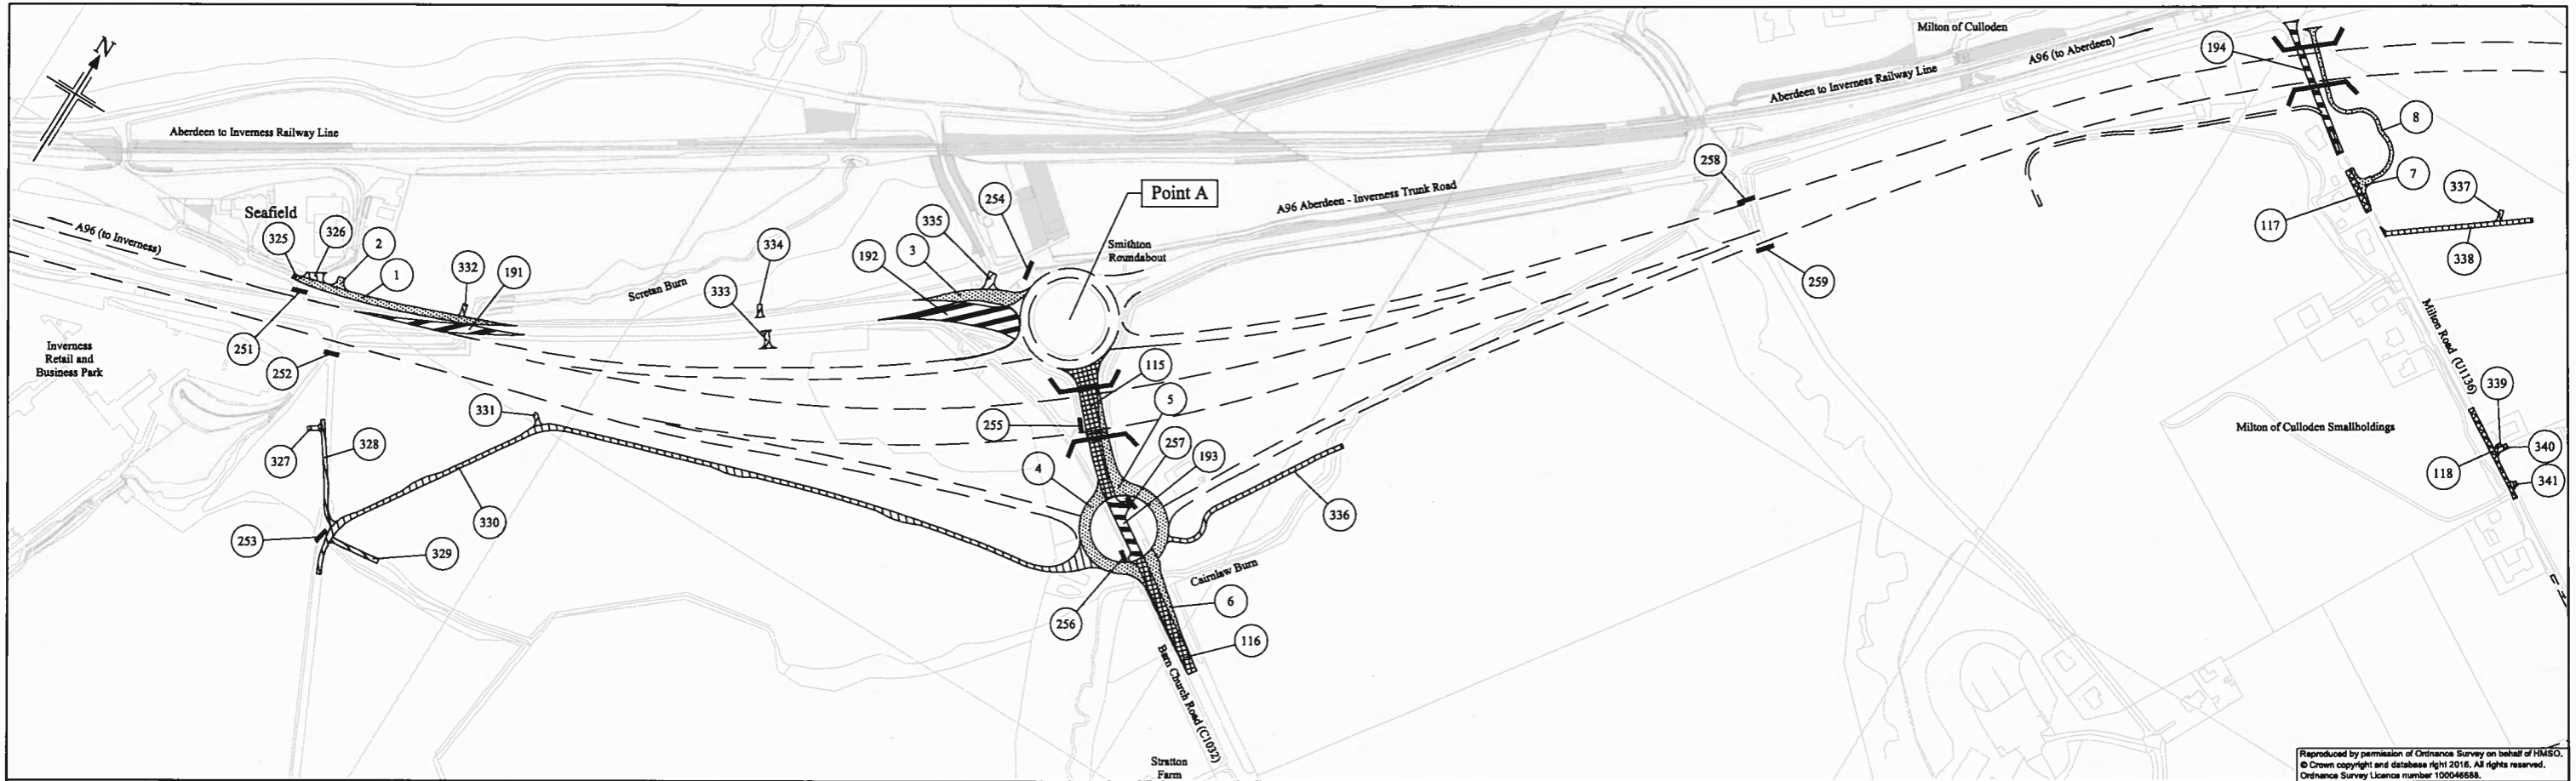 Milton of Culloden
N
194
A96 (to Aberdeen)
Aberdeen to Inverness Railway Line
8
Aberdeen to Inverness Railway Line
258
7
337
Point A
254
A96 Aberdeen - Inverness Trunk Road
Seafield
335
117
325
326
2
3
334
Smithton
Roundabout
338
A96 (to Inverness)
1
332
191
192
259
Scretan Burn
333
251
Inverness
Retail and
Business Park
252
Milton Road (U1136)
115
339
5
331
255
257
Milton of Culloden Smallholdings
327
328
193
340
4
118
341
330
336
253
329
Cairnlaw Burn
6
256
116
Barn Church Road (C1032)
Stratton
Farm
Reproduced by permission of Ordnance Survey on behalf of HMSO.
© Crown copyright and database right 2016. All rights reserved.
Ordnance Survey Licence number 100046668.